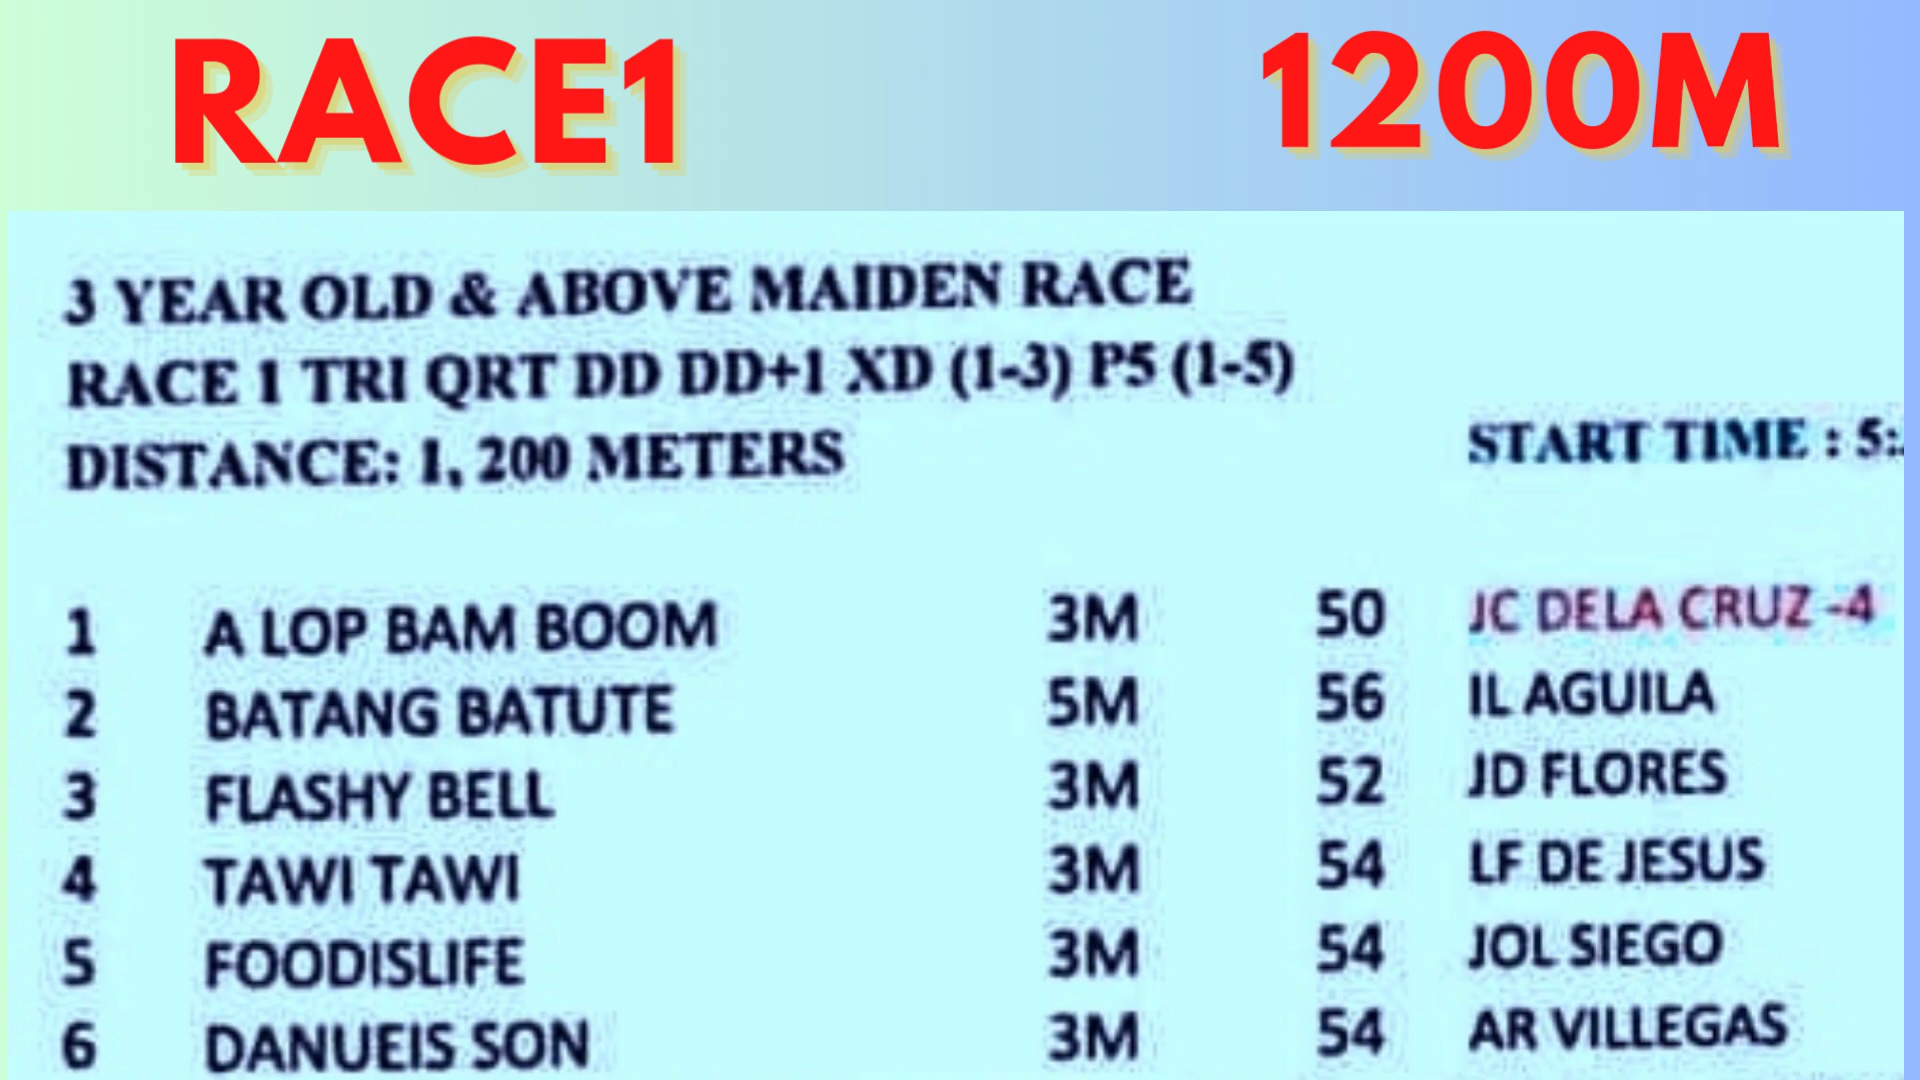 RACE1 1200M
3 YEAR OLD & ABOVE MAIDEN RACE
RACE 1 TRI QRT DD DD+1 XD (1-3) P5 (1-5)
DISTANCE: 1, 200 METERS START TIME : 5:
1 A LOP BAM BOOM 3M 50 JC DELA CRUZ -4
2 BATANG BATUTE 5M 56 IL AGUILA
3 FLASHY BELL 3M 52 JD FLORES
4 TAWI TAWI 3M 54 LF DE JESUS
5 FOODISLIFE 3M 54 JOL SIEGO
6 DANUEIS SON 3M 54 AR VILLEGAS